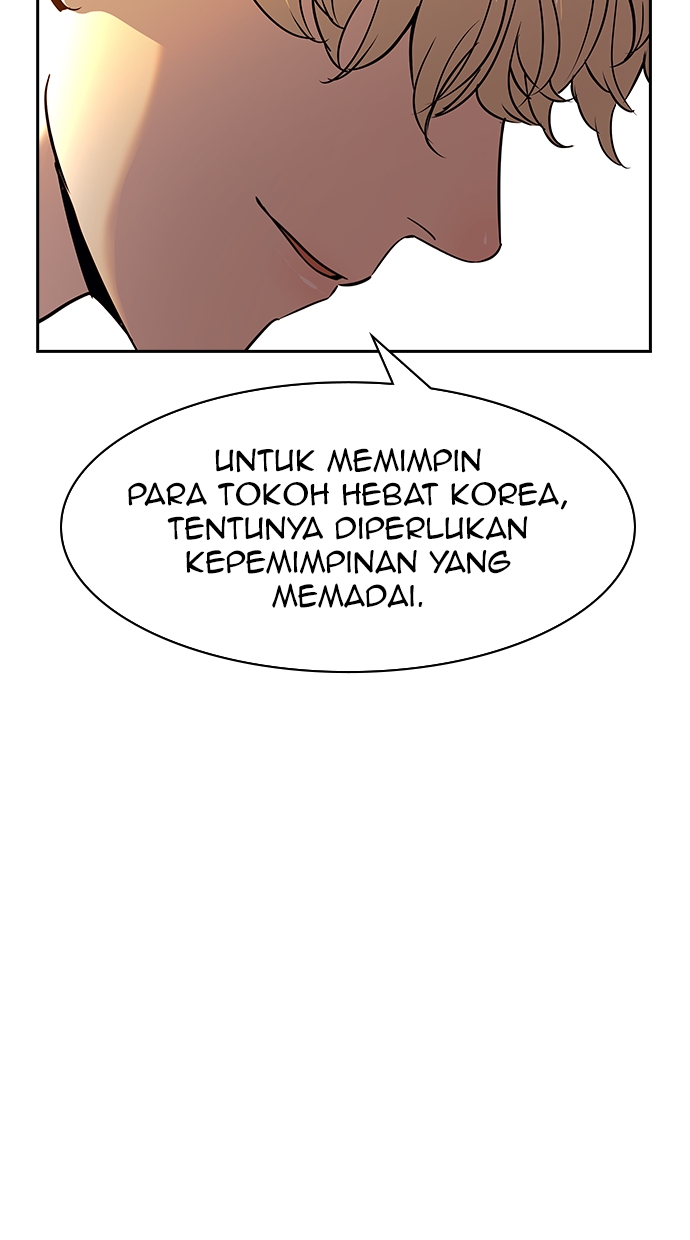 UNTUK MEMIMPIN
PARA TOKOH HEBAT KOREA,
TENTUNYA DIPERLUKAN
KEPEMIMPINAN YANG
MEMADAI.